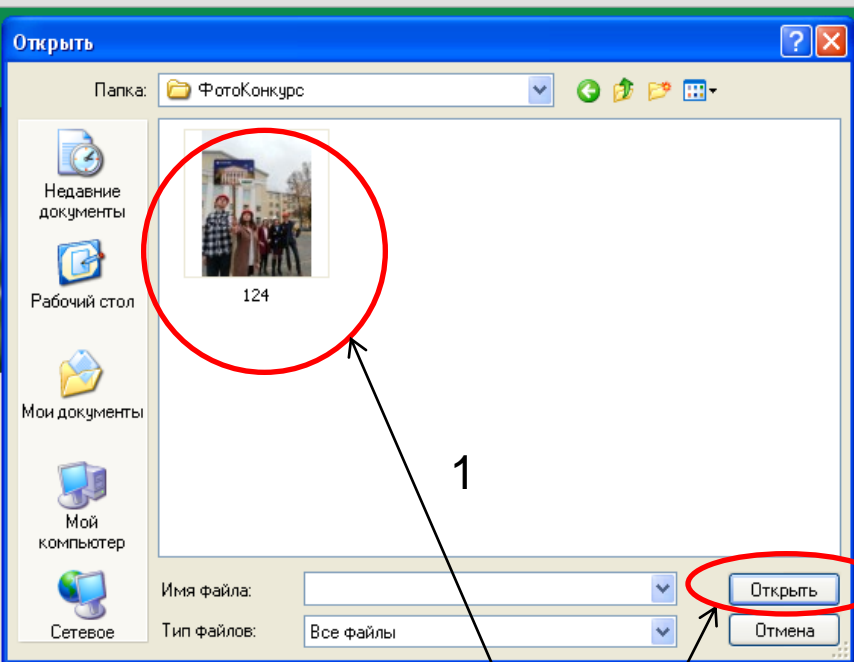 Открыть
?
Папка:
ФотоКонкурс
Недавние
документы
Рабочий стол
Мои документы
Мой
компьютер
Сетевое
124
1
Имя файла:
Открыть
Тип файлов:
Все файлы
Отмена